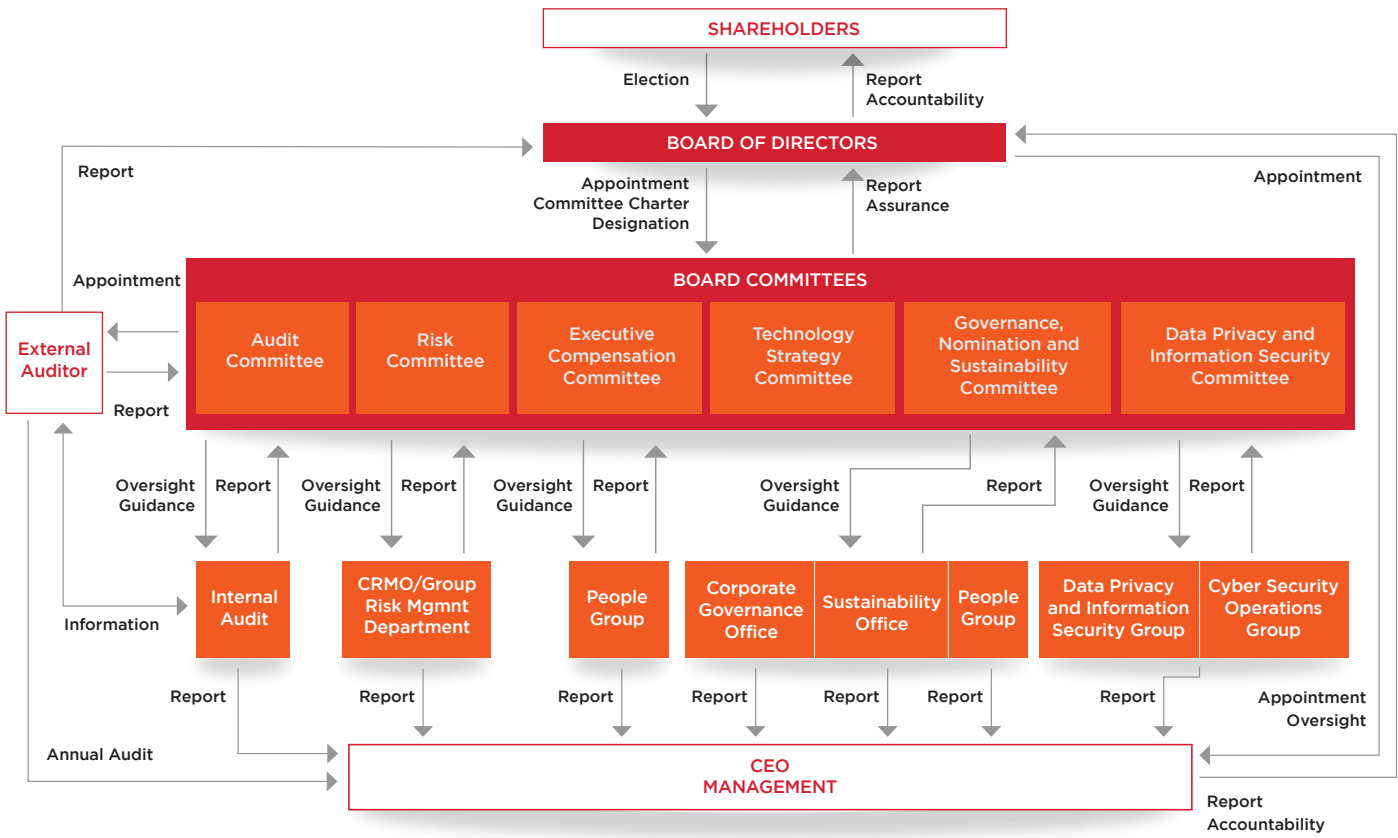 SHAREHOLDERS
Election
Report
Accountability
BOARD OF DIRECTORS
Report
Appointment
Appointment
Committee Charter
Designation
Report
Assurance
Appointment
BOARD COMMITTEES
External
Auditor
Audit
Committee
Risk
Committee
Executive
Compensation
Committee
Technology
Strategy
Committee
Governance,
Nomination and
Sustainability
Committee
Data Privacy and
Information Security
Committee
Report
Oversight
Guidance
Report
Oversight
Guidance
Report
Oversight
Guidance
Report
Oversight
Guidance
Report
Oversight
Guidance
Report
Information
Internal
Audit
CRMO/Group
Risk Mgmnt
Department
People
Group
Corporate
Governance
Office
Sustainability
Office
People
Group
Data Privacy
and Information
Security Group
Cyber Security
Operations
Group
Report
Report
Report
Report
Report
Report
Report
Appointment
Oversight
Annual Audit
CEO
MANAGEMENT
Report
Accountability